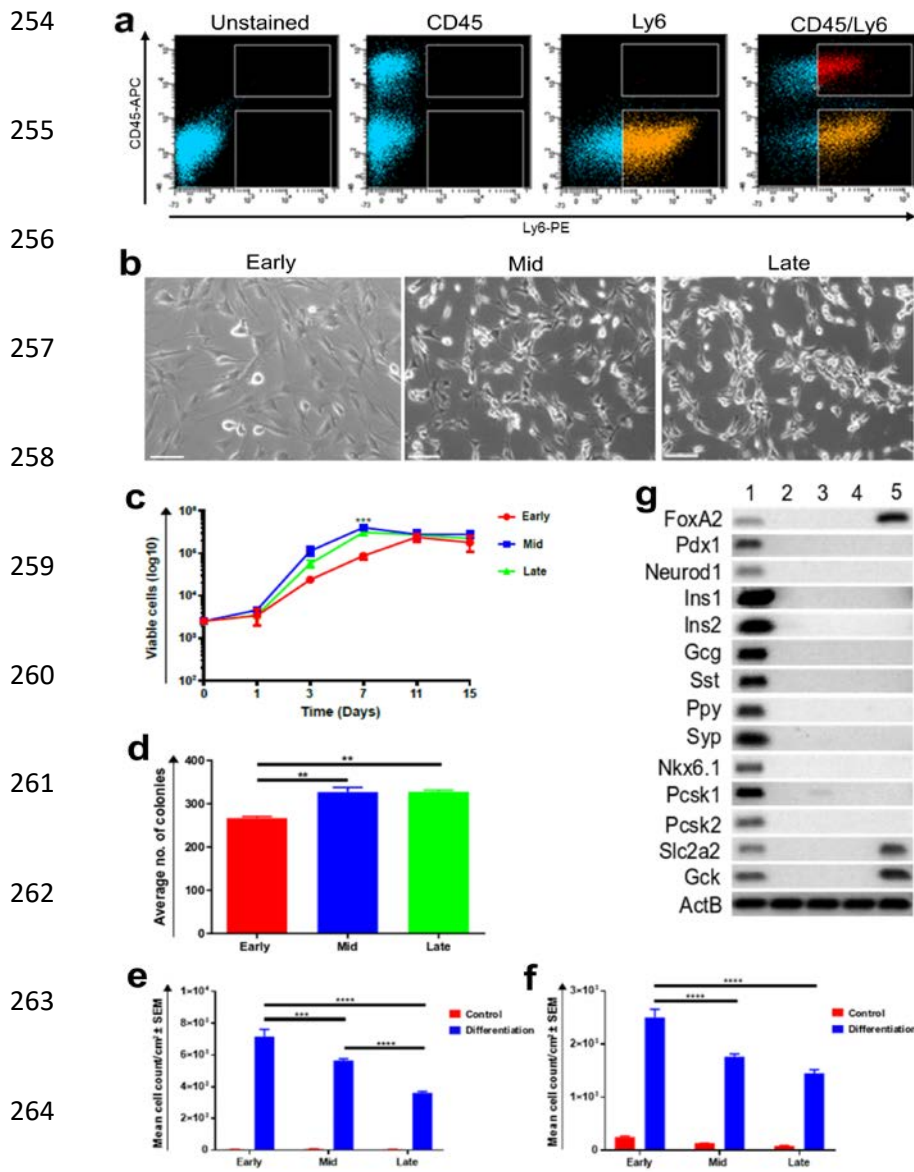 254
a Unstained CD45 Ly6 CD45/Ly6
CD45-APC
255
Ly6-PE
256
b Early Mid Late
257
258
c
Viable cells (log10)
***
Early
Mid
Late
0 1 3 7 11 15
Time (Days)
259
260
d
Average no. of colonies
400
300
200
100
0
**
**
Early Mid Late
261
262
e
Mean cell count/cm² ± SEM
****
***
****
Control
Differentiation
Early Mid Late
263
264
f
Mean cell count/cm² ± SEM
****
****
Control
Differentiation
Early Mid Late
g 1 2 3 4 5
FoxA2
Pdx1
Neurod1
Ins1
Ins2
Gcg
Sst
Ppy
Syp
Nkx6.1
Pcsk1
Pcsk2
Slc2a2
Gck
ActB